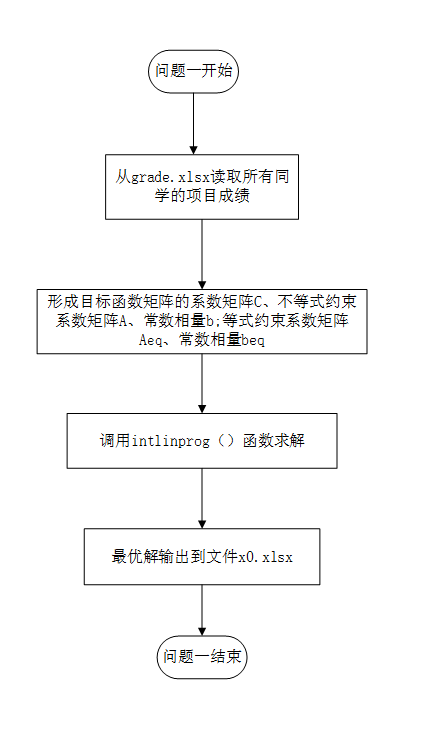 问题一开始
从grade.xlsx读取所有同
学的项目成绩
形成目标函数矩阵的系数矩阵C、不等式约束
系数矩阵A、常数相量b;等式约束系数矩阵
Aeq、常数相量beq
调用intlinprog（）函数求解
最优解输出到文件x0.xlsx
问题一结束